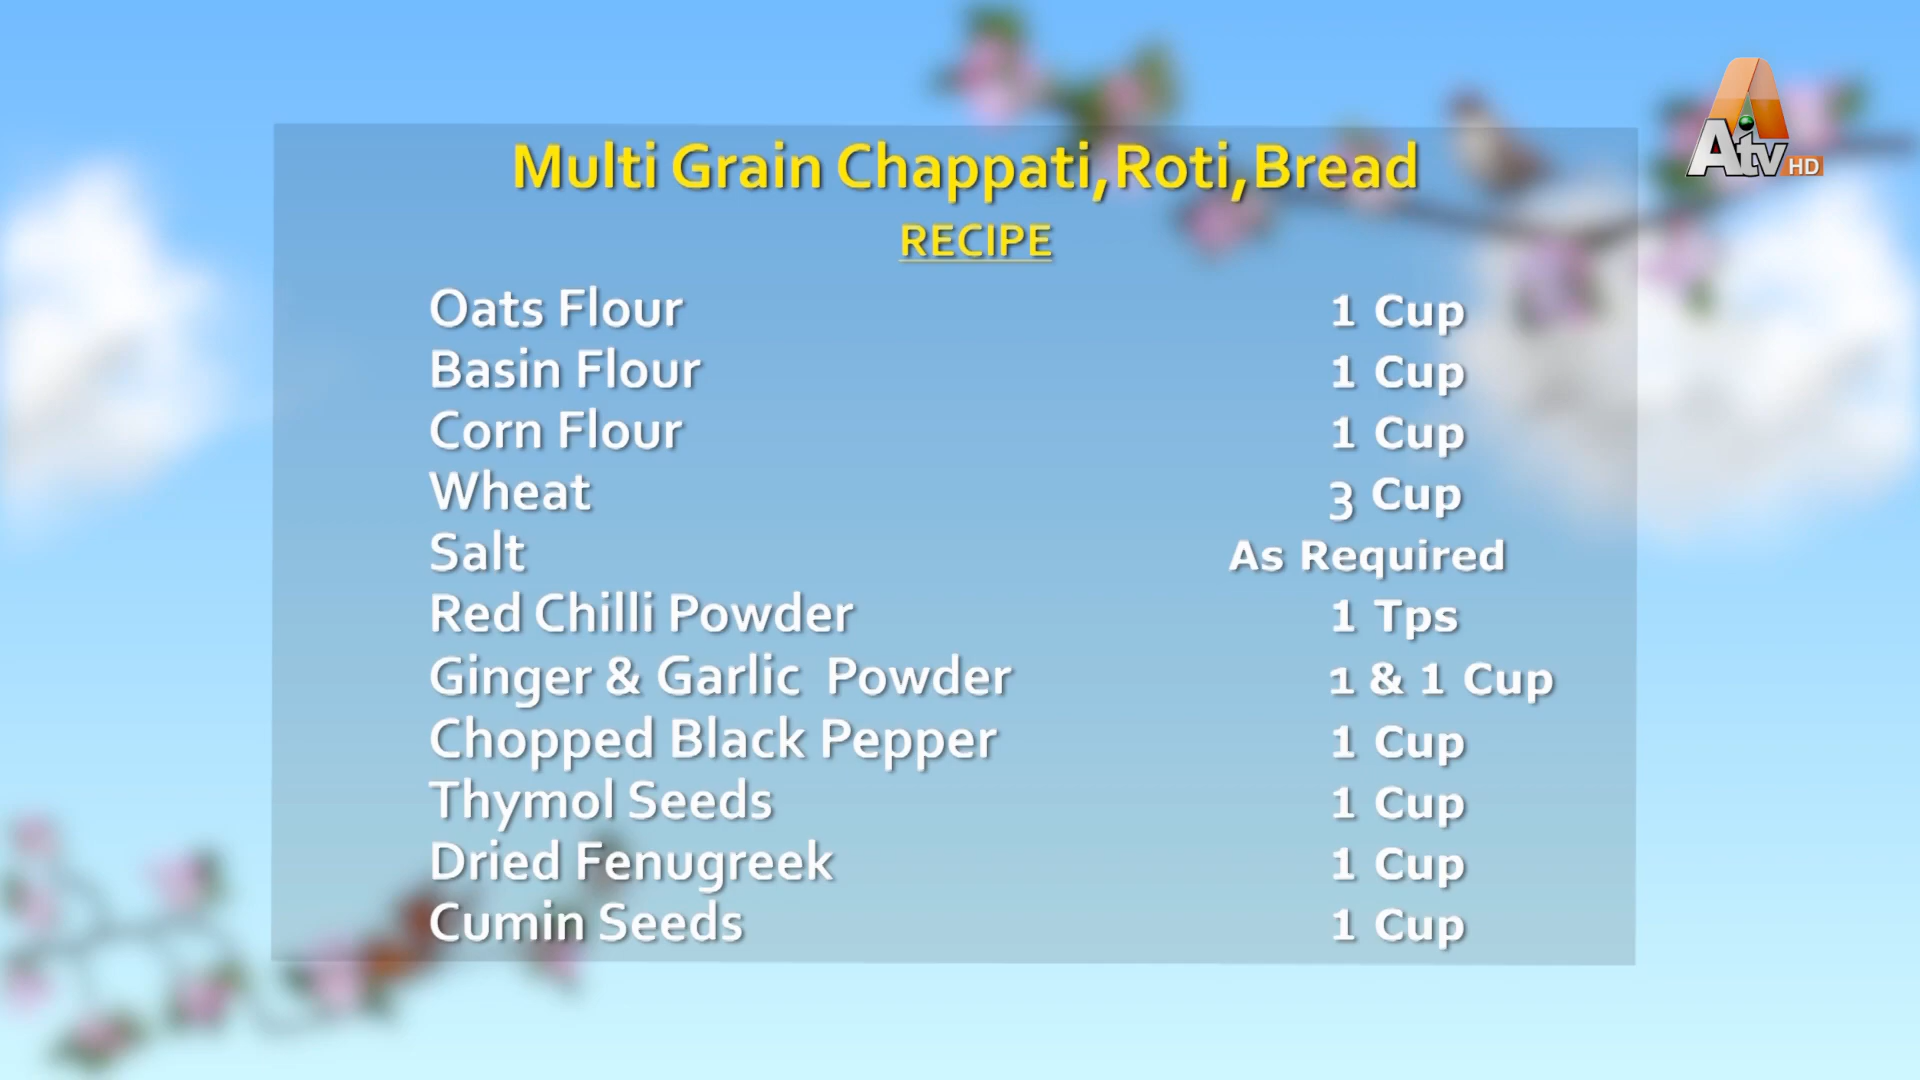 Multi Grain Chappati,Roti,Bread
RECIPE
Oats Flour 1 Cup
Basin Flour 1 Cup
Corn Flour 1 Cup
Wheat 3 Cup
Salt As Required
Red Chilli Powder 1 Tps
Ginger & Garlic Powder 1 & 1 Cup
Chopped Black Pepper 1 Cup
Thymol Seeds 1 Cup
Dried Fenugreek 1 Cup
Cumin Seeds 1 Cup
Atv HD